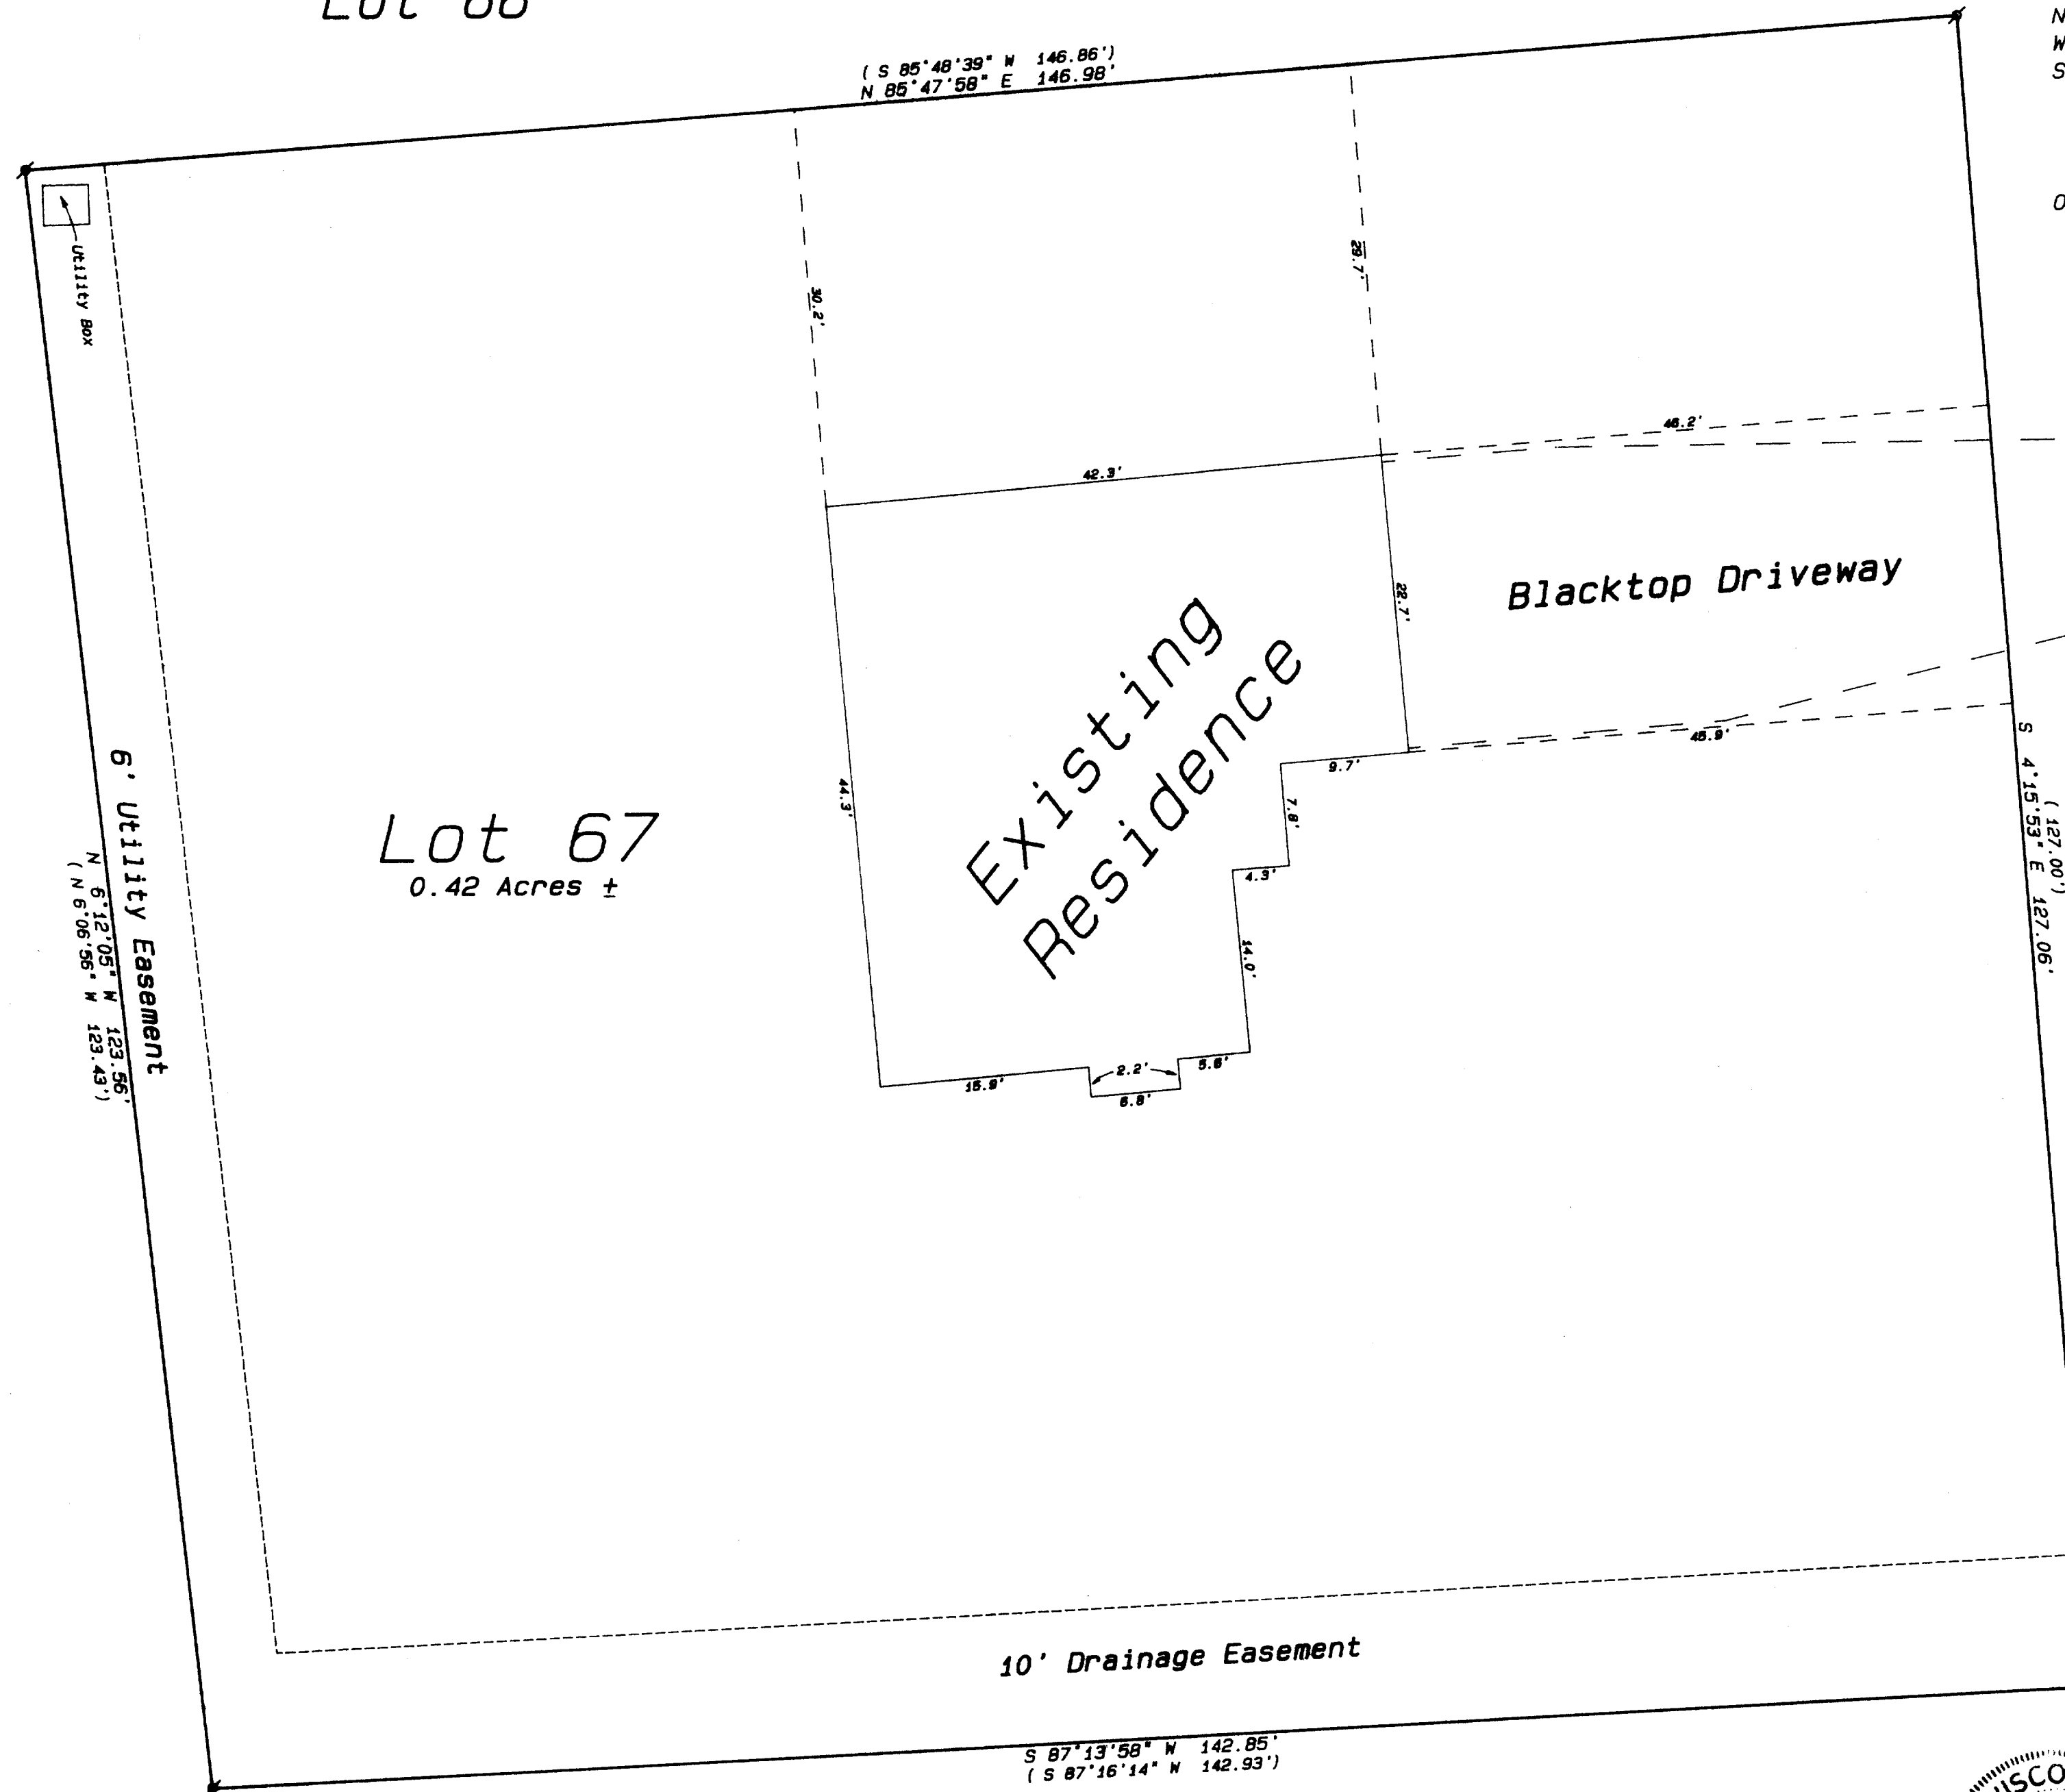 Lot 66
( S 85°48'39" W 146.86')
N 85°47'58" E 146.98'
N
W
S
O
Utility Box
30.2'
29.7'
46.2'
42.3'
22.7'
Blacktop Driveway
Existing
Residence
45.9'
9.7'
7.8'
44.3'
4.3'
14.0'
Lot 67
0.42 Acres ±
6' Utility Easement
N 6°12'05" W 123.56'
( N 6°06'56" W 123.43')
( 127.00')
S 4°15'53" E 127.06'
15.9'
2.2'
6.8'
5.6'
10' Drainage Easement
S 87°13'58" W 142.85'
( S 87°16'14" W 142.93')
ISCO